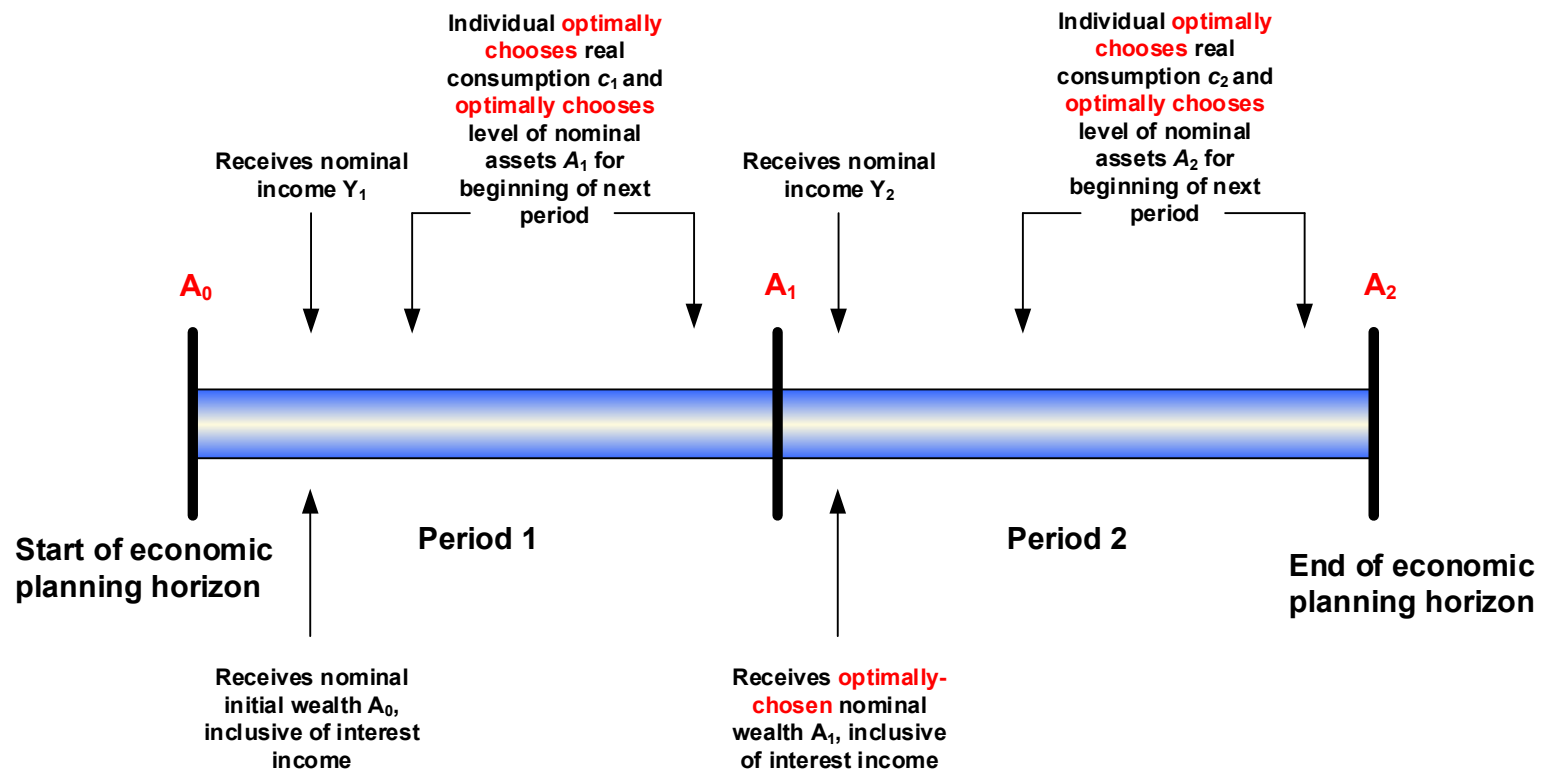 Individual optimally
chooses real
consumption c1 and
optimally chooses
level of nominal
assets A1 for
beginning of next
period
Individual optimally
chooses real
consumption c2 and
optimally chooses
level of nominal
assets A2 for
beginning of next
period
Receives nominal
income Y1
Receives nominal
income Y2
A0
A1
A2
Start of economic
planning horizon
Period 1
Period 2
End of economic
planning horizon
Receives nominal
initial wealth A0,
inclusive of interest
income
Receives optimally-
chosen nominal
wealth A1, inclusive
of interest income